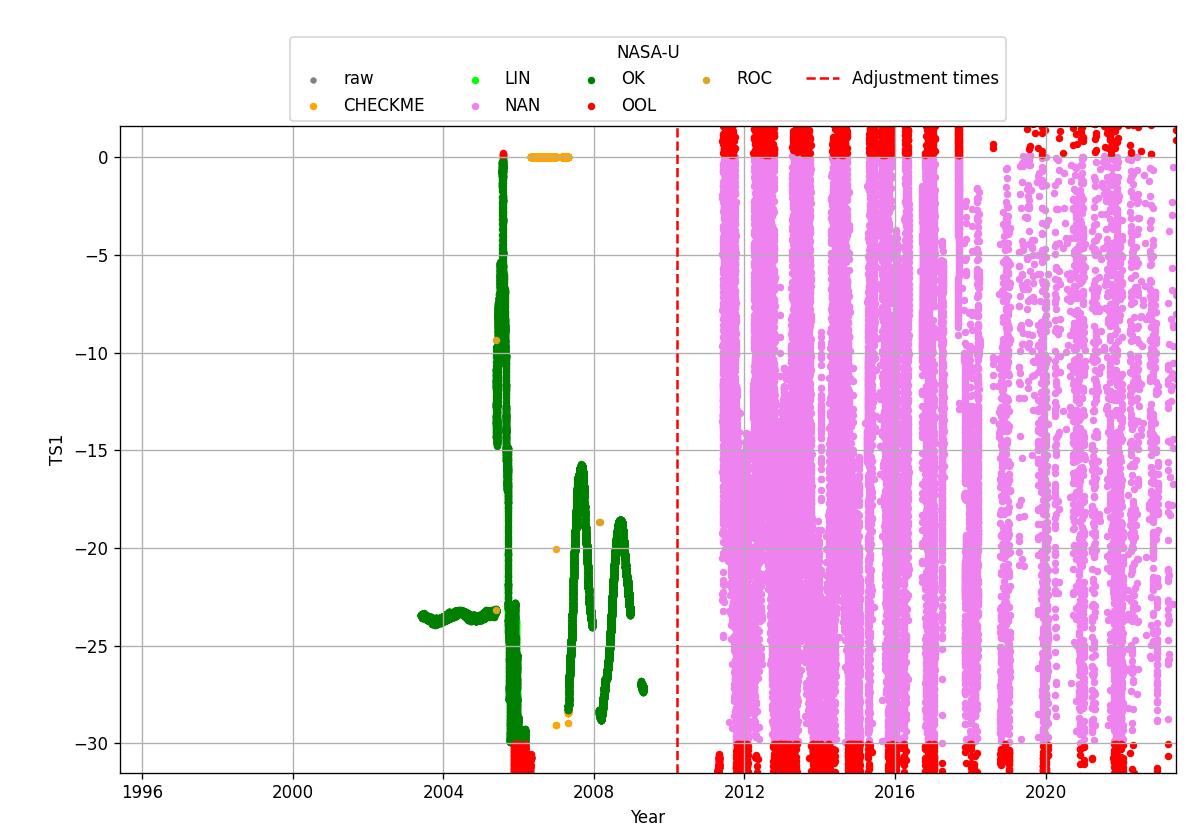 NASA-U
raw LIN OK ROC Adjustment times
CHECKME NAN OOL
0
−5
−10
−15
−20
−25
−30
TS1
1996 2000 2004 2008 2012 2016 2020
Year